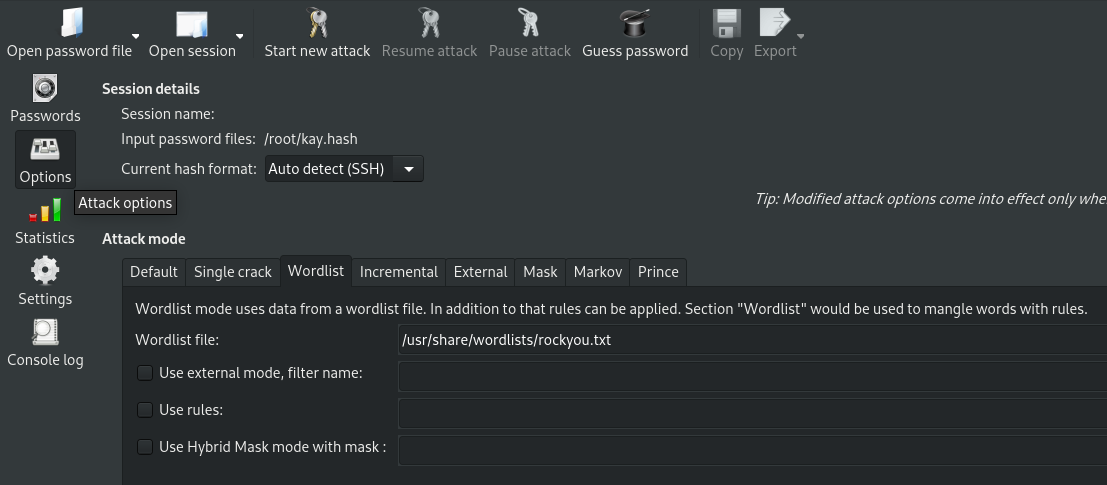 Open password file Open session Start new attack Resume attack Pause attack Guess password Copy Export
Passwords
Options
Attack options
Statistics
Settings
Console log
Session details
Session name:
Input password files: /root/kay.hash
Current hash format: Auto detect (SSH)
Tip: Modified attack options come into effect only
Attack mode
Default Single crack Wordlist Incremental External Mask Markov Prince
Wordlist mode uses data from a wordlist file. In addition to that rules can be applied. Section "Wordlist" would be used to mangle words with rules.
Wordlist file: /usr/share/wordlists/rockyou.txt
Use external mode, filter name:
Use rules:
Use Hybrid Mask mode with mask :